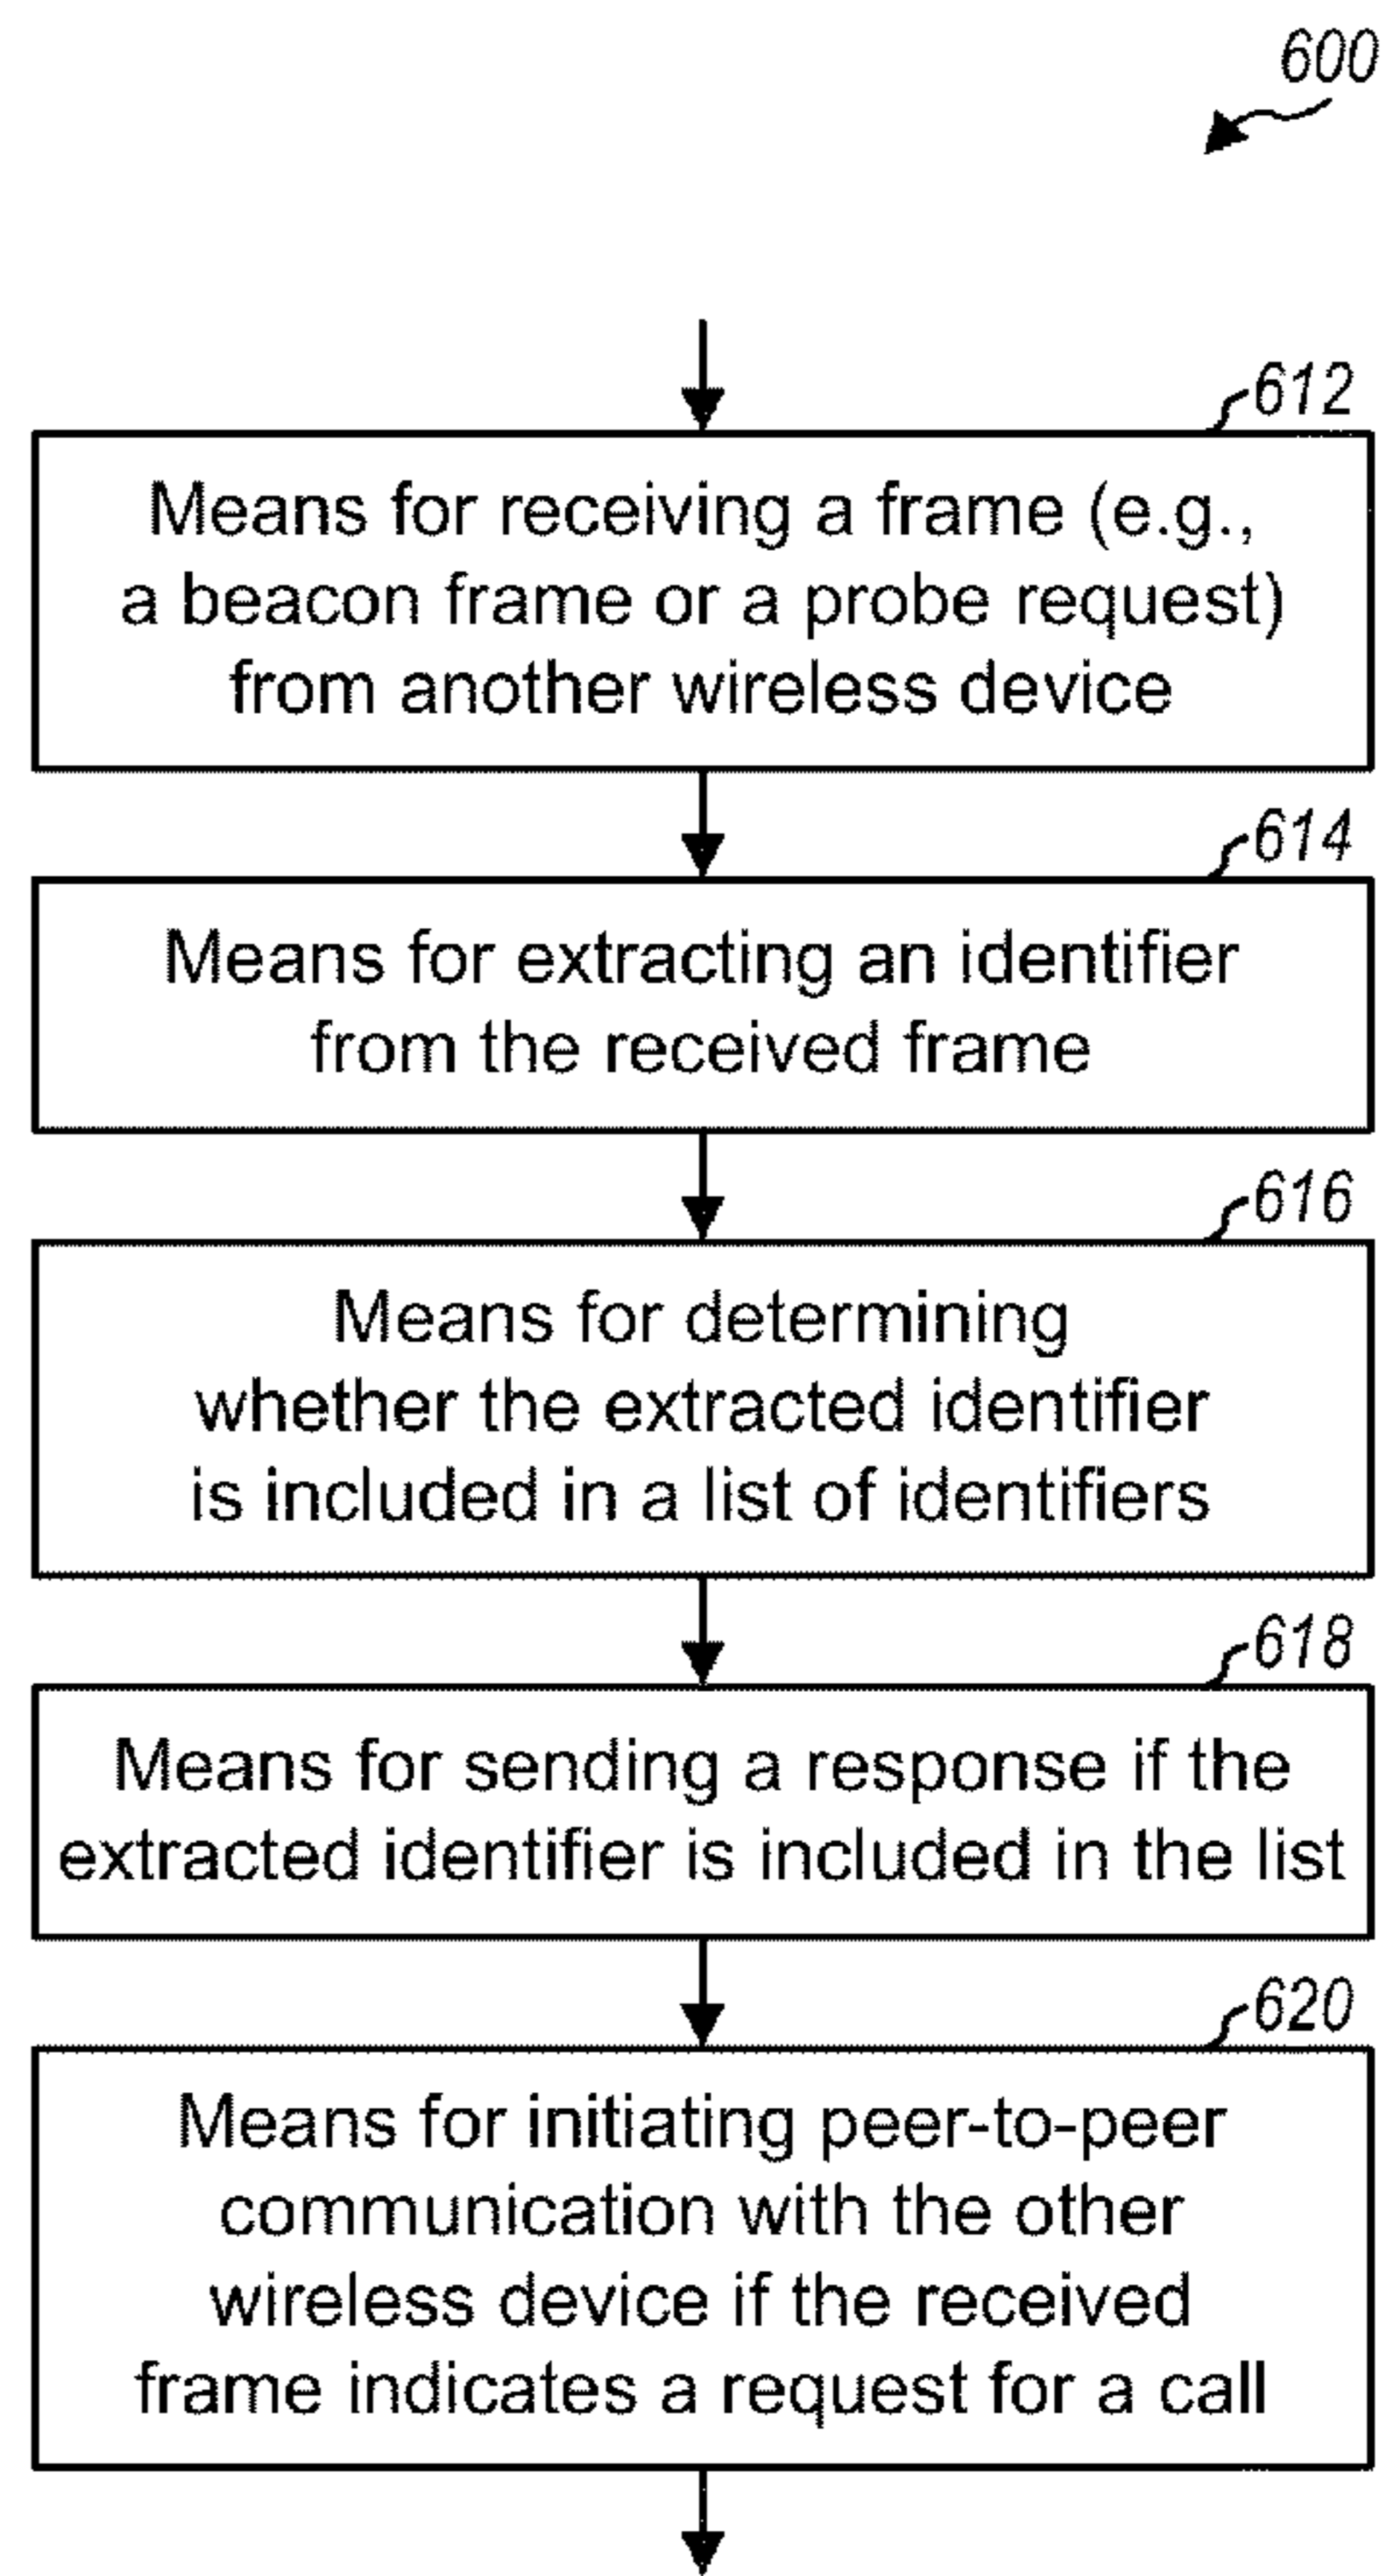 600
612
Means for receiving a frame (e.g.,
a beacon frame or a probe request)
from another wireless device
614
Means for extracting an identifier
from the received frame
616
Means for determining
whether the extracted identifier
is included in a list of identifiers
618
Means for sending a response if the
extracted identifier is included in the list
620
Means for initiating peer-to-peer
communication with the other
wireless device if the received
frame indicates a request for a call